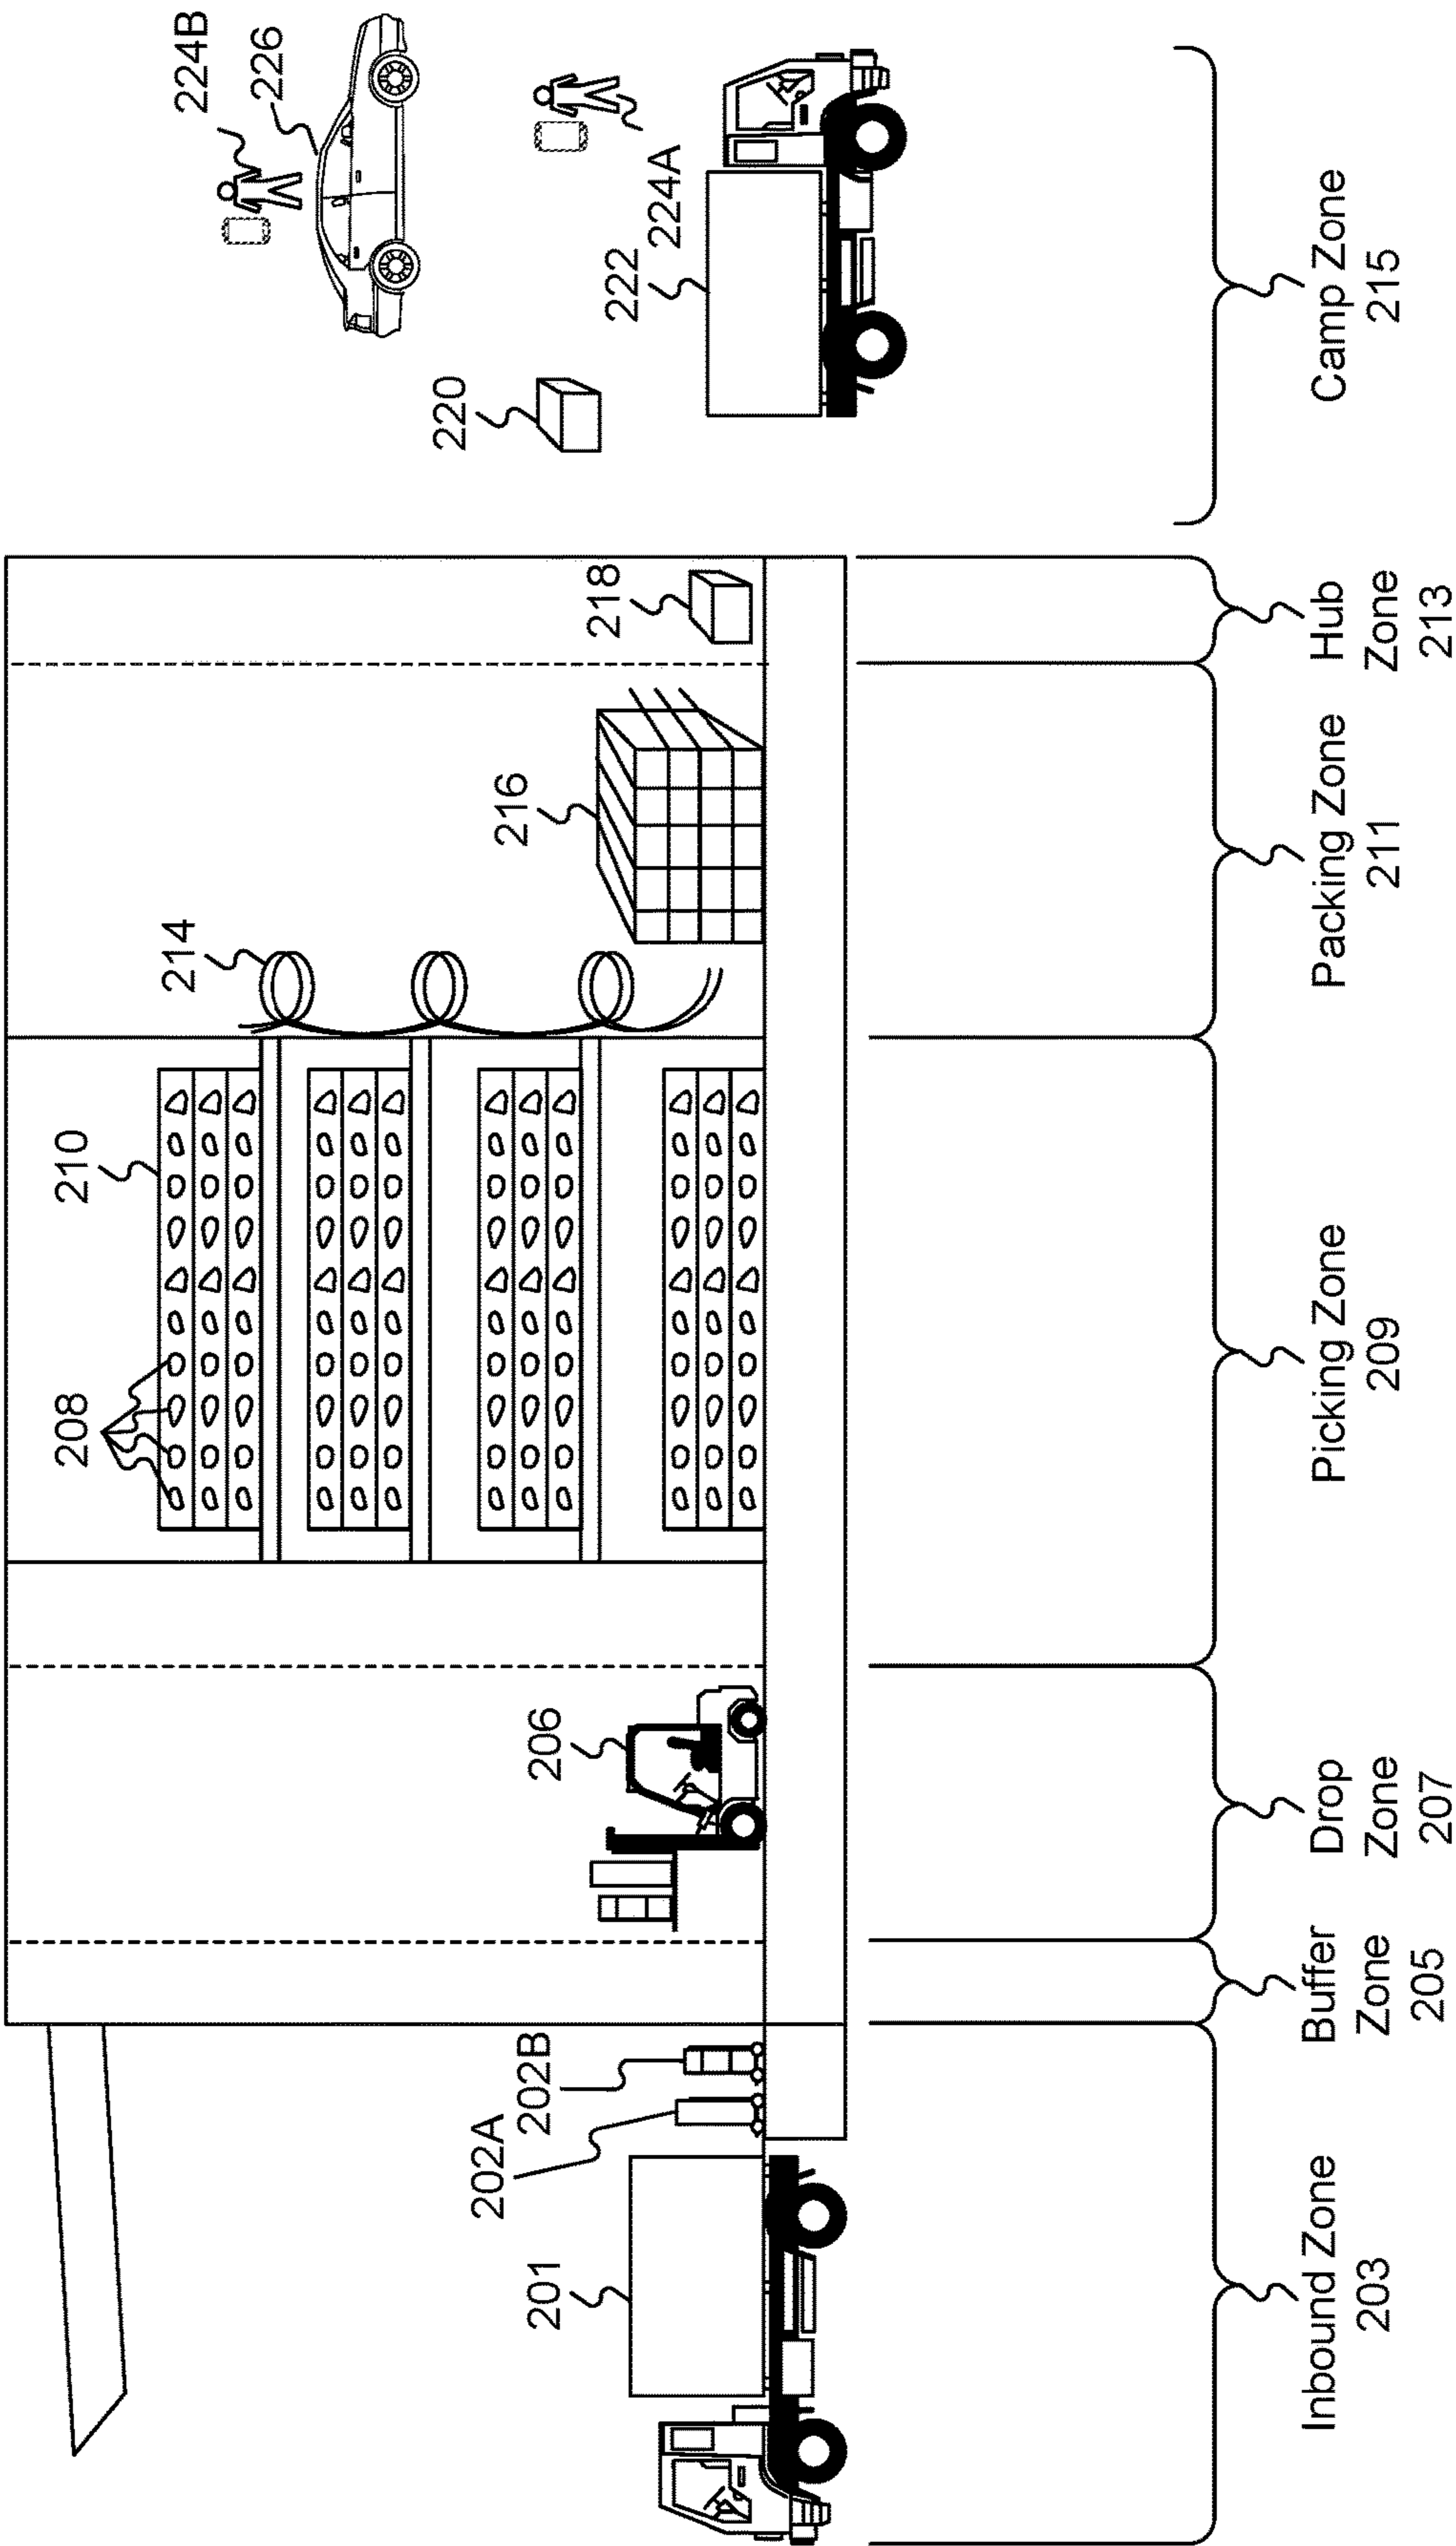 224B
226
210
208
214
220
222
224A
216
218
206
202A
202B
201
Inbound Zone
203
Buffer
Zone
205
Drop
Zone
207
Picking Zone
209
Packing Zone
211
Hub
Zone
213
Camp Zone
215